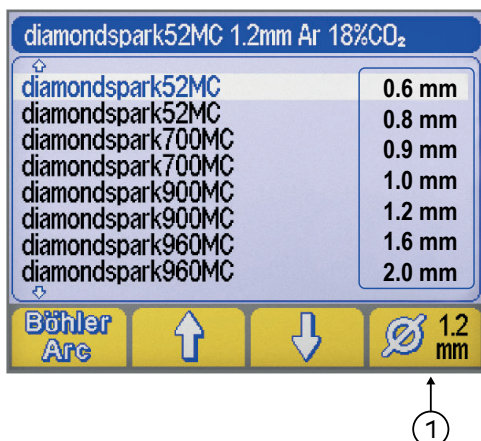 diamondspark52MC 1.2mm Ar 18%CO₂
diamondspark52MC 0.6 mm
diamondspark52MC 0.8 mm
diamondspark700MC 0.9 mm
diamondspark700MC 1.0 mm
diamondspark900MC 1.2 mm
diamondspark900MC 1.6 mm
diamondspark960MC 2.0 mm
diamondspark960MC
Böhler
Arc
1.2
mm
1